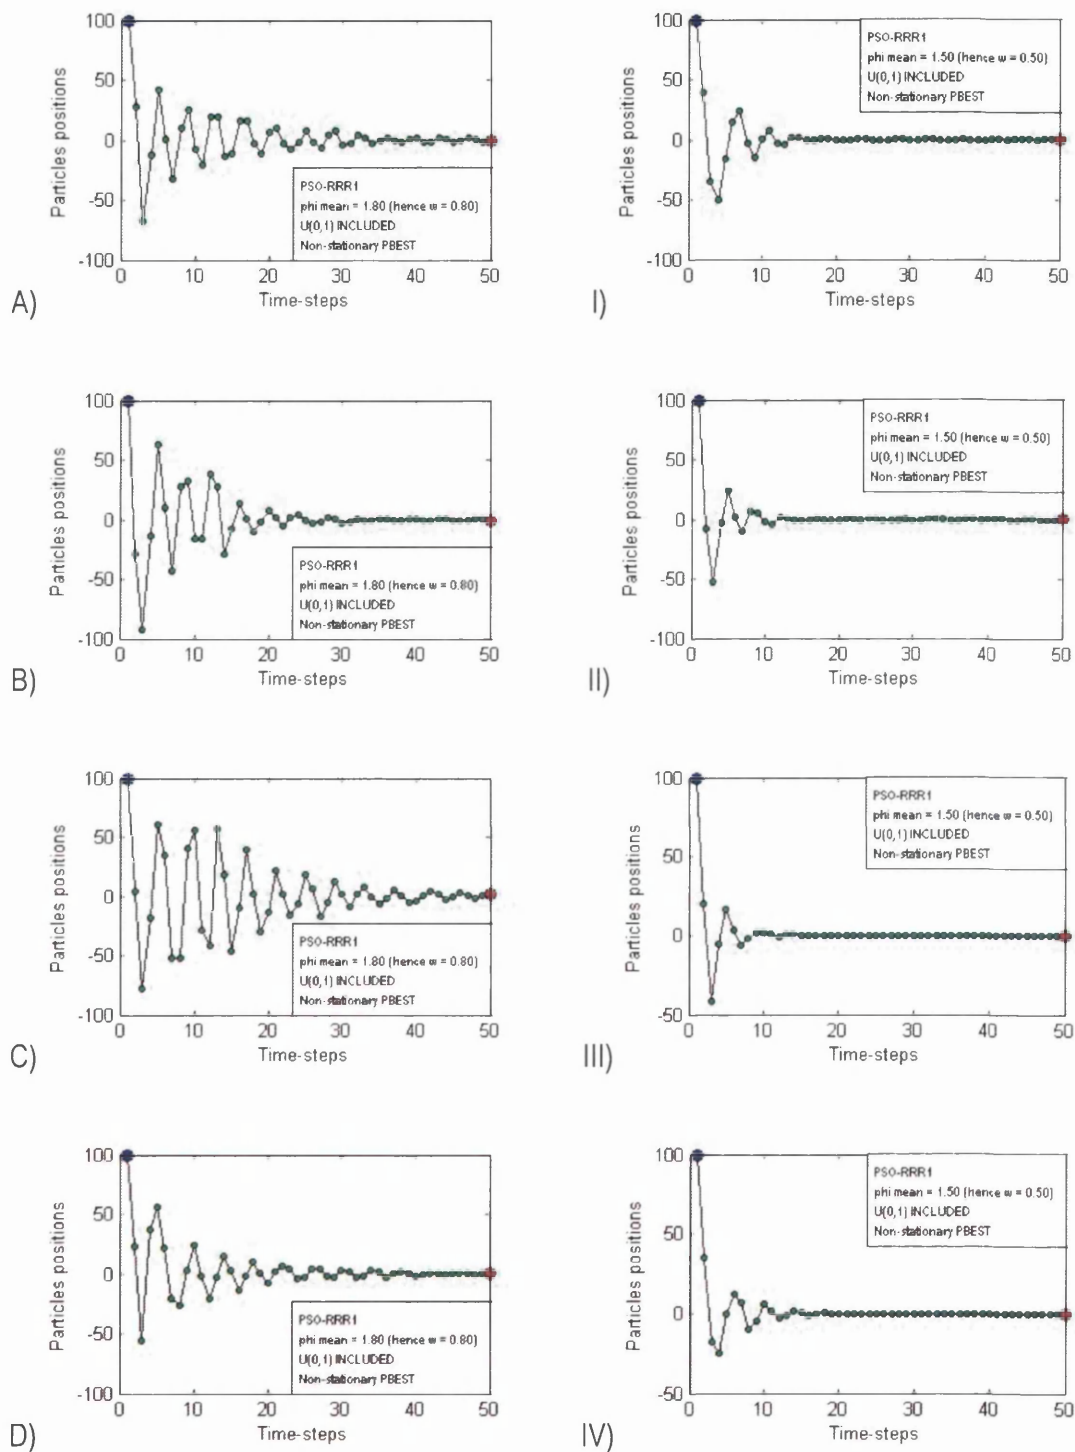 100
50
0
-50
-100
Particles positions
PSO-RRR1
phi mean = 1.80 (hence w = 0.80)
U(0,1) INCLUDED
Non-stationary PBEST
0 10 20 30 40 50
Time-steps
A)
100
50
0
-50
-100
Particles positions
PSO-RRR1
phi mean = 1.50 (hence w = 0.50)
U(0,1) INCLUDED
Non-stationary PBEST
0 10 20 30 40 50
Time-steps
I)
100
50
0
-50
-100
Particles positions
PSO-RRR1
phi mean = 1.80 (hence w = 0.80)
U(0,1) INCLUDED
Non-stationary PBEST
0 10 20 30 40 50
Time-steps
B)
100
50
0
-50
-100
Particles positions
PSO-RRR1
phi mean = 1.50 (hence w = 0.50)
U(0,1) INCLUDED
Non-stationary PBEST
0 10 20 30 40 50
Time-steps
II)
100
50
0
-50
-100
Particles positions
PSO-RRR1
phi mean = 1.80 (hence w = 0.80)
U(0,1) INCLUDED
Non-stationary PBEST
0 10 20 30 40 50
Time-steps
C)
100
50
0
-50
Particles positions
PSO-RRR1
phi mean = 1.50 (hence w = 0.50)
U(0,1) INCLUDED
Non-stationary PBEST
0 10 20 30 40 50
Time-steps
III)
100
50
0
-50
-100
Particles positions
PSO-RRR1
phi mean = 1.80 (hence w = 0.80)
U(0,1) INCLUDED
Non-stationary PBEST
0 10 20 30 40 50
Time-steps
D)
100
50
0
-50
Particles positions
PSO-RRR1
phi mean = 1.50 (hence w = 0.50)
U(0,1) INCLUDED
Non-stationary PBEST
0 10 20 30 40 50
Time-steps
IV)